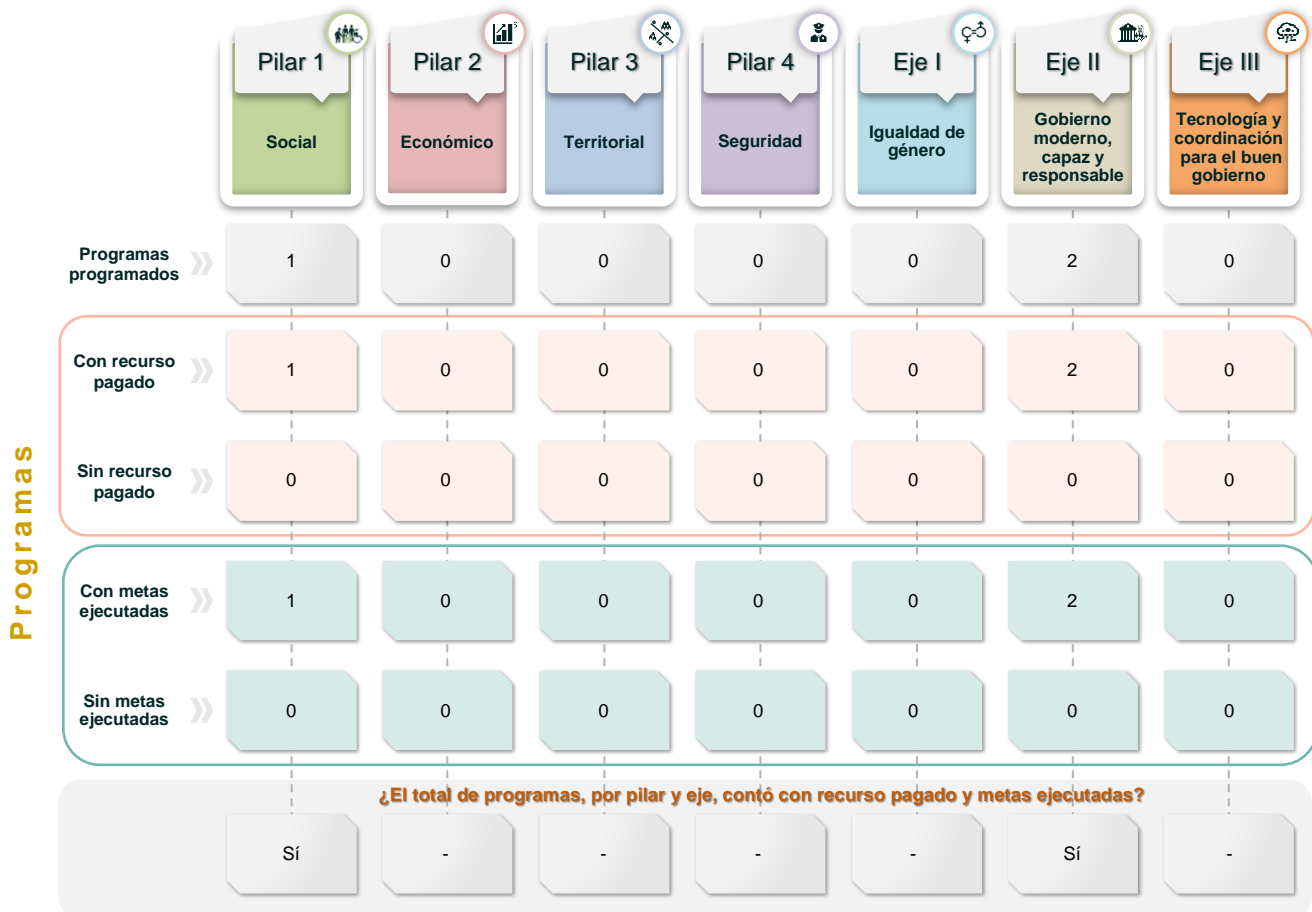 Pilar 1
Pilar 2
Pilar 3
Pilar 4
Eje I
Eje II
Eje III
Social
Económico
Territorial
Seguridad
Igualdad de
género
Gobierno
moderno,
capaz y
responsable
Tecnología y
coordinación
para el buen
gobierno
Programas
Programas
programados
1 0 0 0 0 2 0
Con recurso
pagado
1 0 0 0 0 2 0
Sin recurso
pagado
0 0 0 0 0 0 0
Con metas
ejecutadas
1 0 0 0 0 2 0
Sin metas
ejecutadas
0 0 0 0 0 0 0
¿El total de programas, por pilar y eje, contó con recurso pagado y metas ejecutadas?
Sí - - - - Sí -